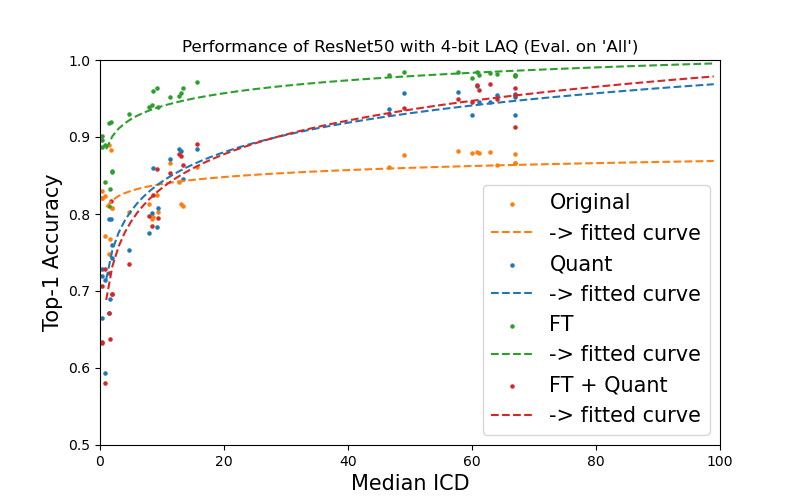 Performance of ResNet50 with 4-bit LAQ (Eval. on 'All')
1.0
0.9
0.8
0.7
0.6
0.5
Top-1 Accuracy
0
20
40
60
80
100
Median ICD
Original
-> fitted curve
Quant
-> fitted curve
FT
-> fitted curve
FT + Quant
-> fitted curve